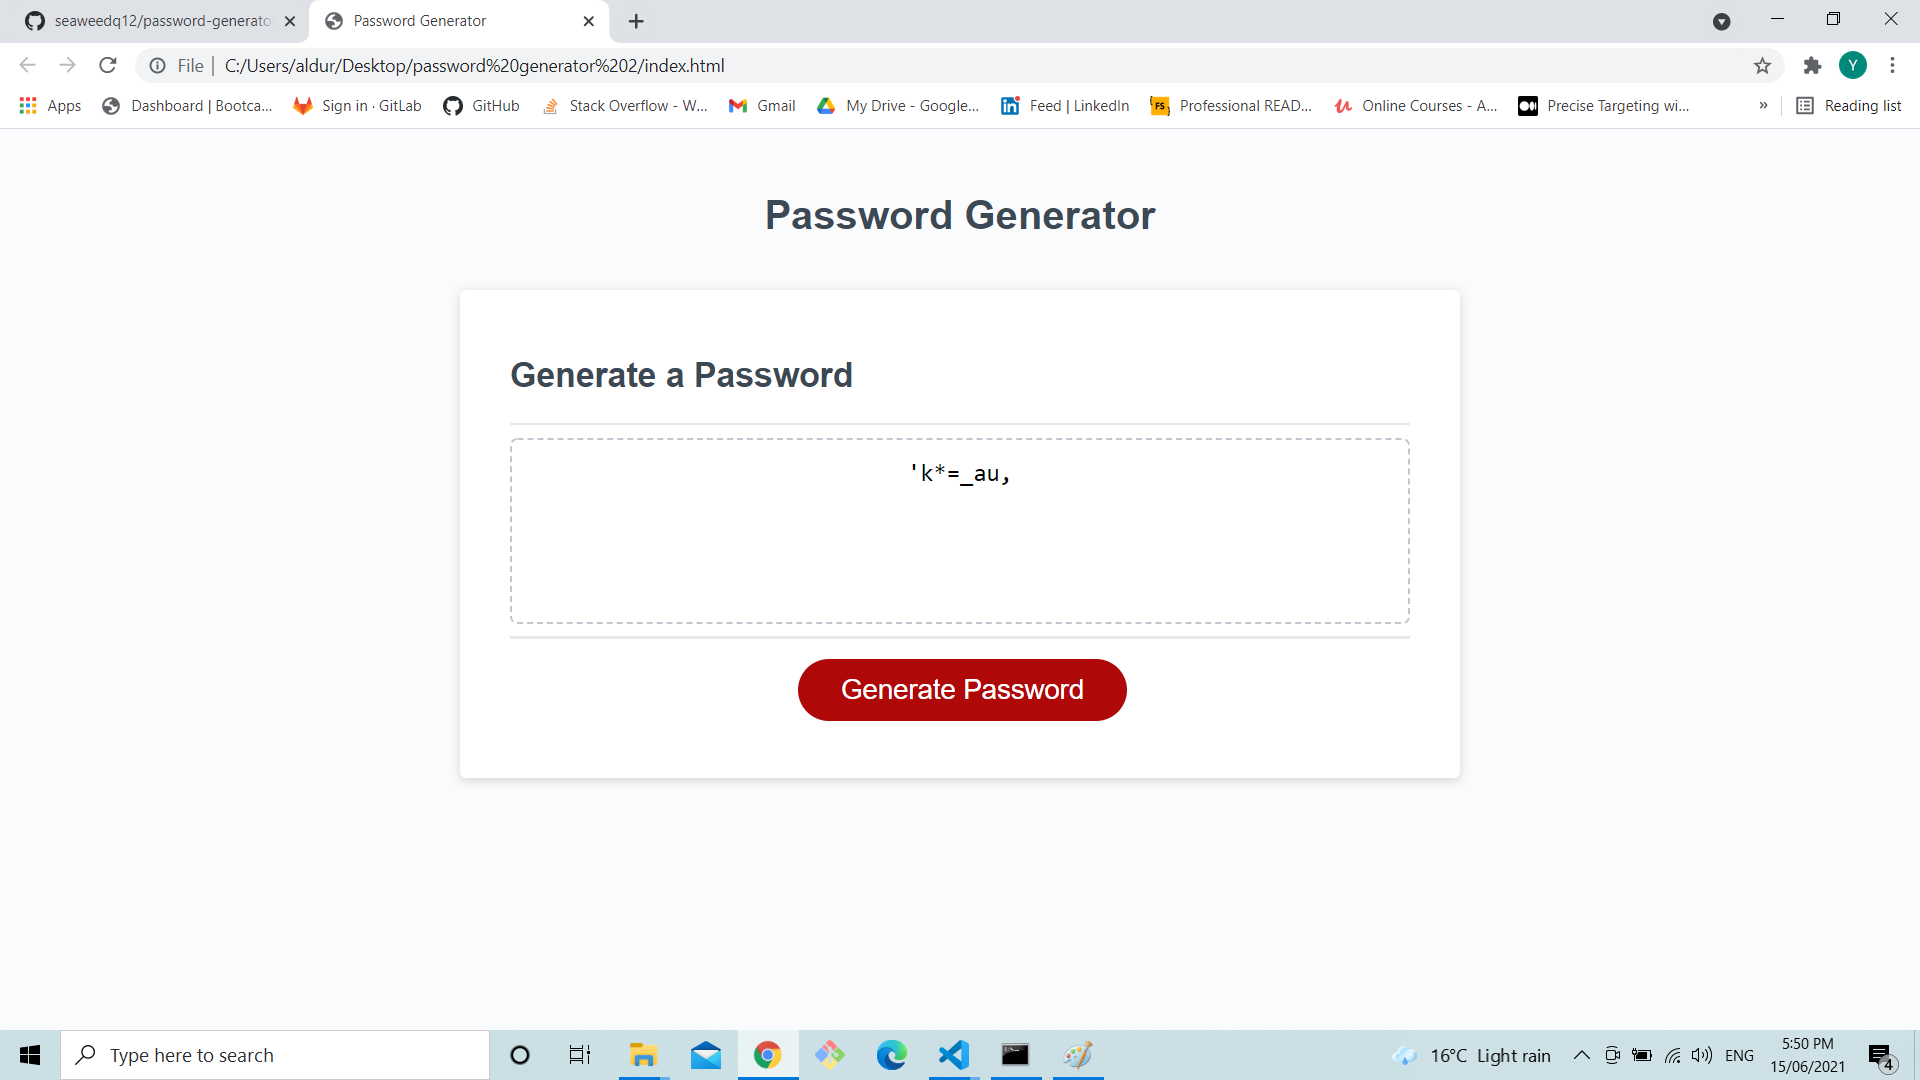 seaweedq12/password-generato
Password Generator
File
C:/Users/aldur/Desktop/password%20generator%202/index.html
Y
Apps
Dashboard | Bootca...
Sign in · GitLab
GitHub
Stack Overflow - W...
Gmail
My Drive - Google...
Feed | LinkedIn
FS
Professional READ...
Online Courses - A...
Precise Targeting wi...
»
Reading list
Password Generator
Generate a Password
'k*=_au,
Generate Password
Type here to search
16°C Light rain
ENG
5:50 PM
15/06/2021
4